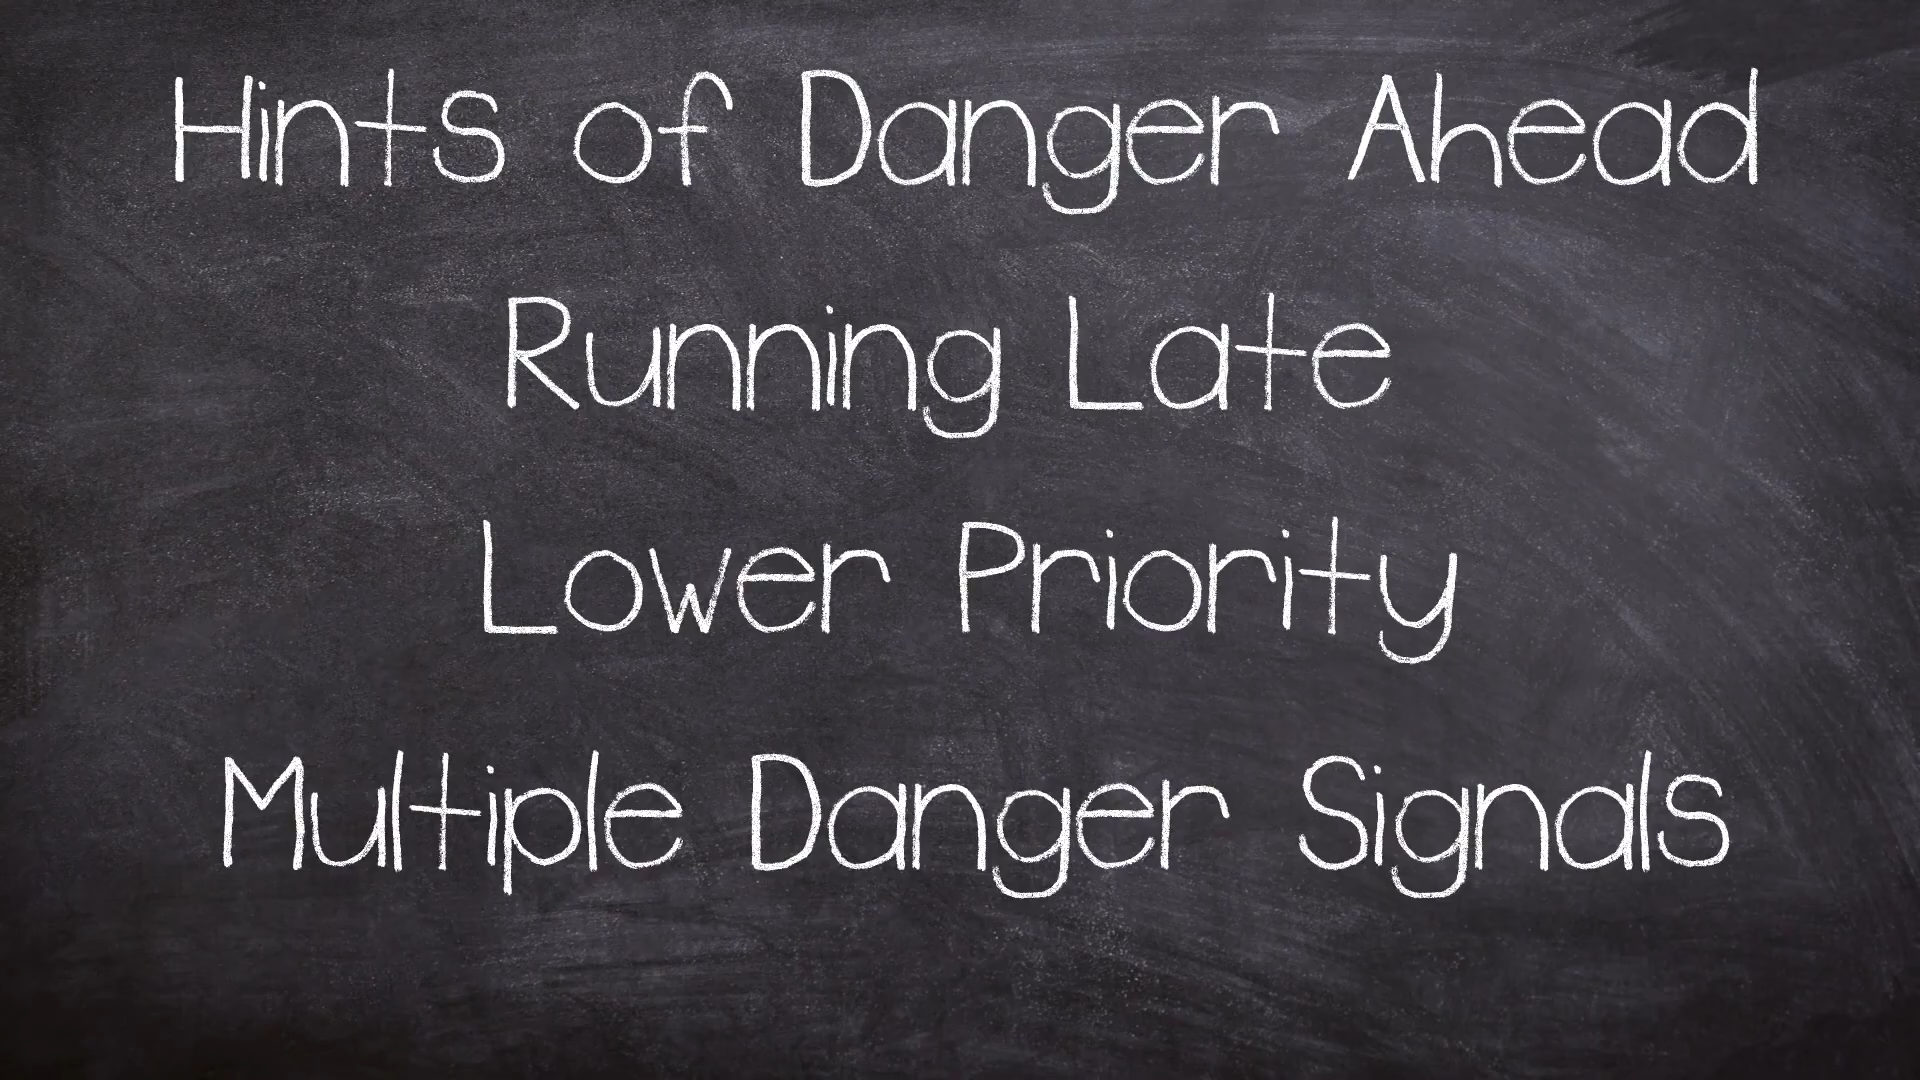 Hints of Danger Ahead
Running Late
Lower Priority
Multiple Danger Signals